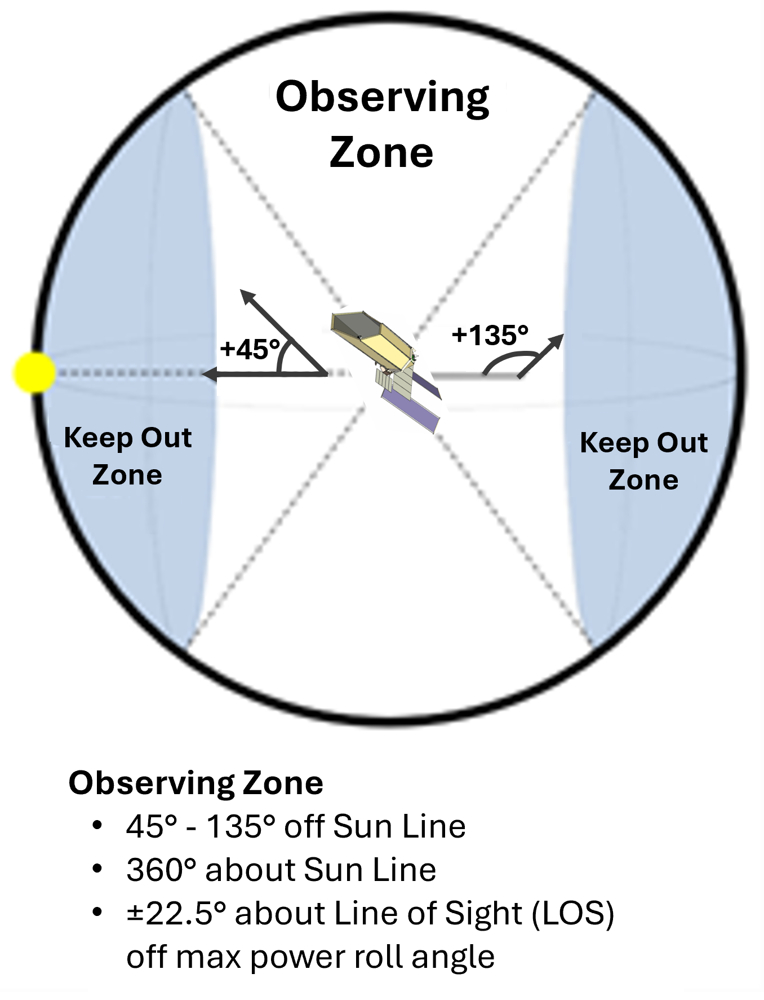 Observing
Zone
+45°
+135°
Keep Out
Zone
Keep Out
Zone
Observing Zone
• 45° - 135° off Sun Line
• 360° about Sun Line
• ±22.5° about Line of Sight (LOS)
off max power roll angle